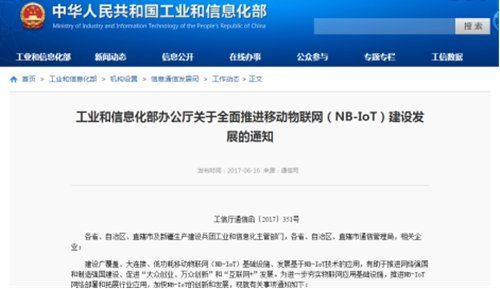 中华人民共和国工业和信息化部
Ministry of Industry and Information Technology of the People's Republic of China
搜索
工业和信息化部 新闻动态 信息公开 在线办事 公众参与 专题专栏 工信数据
首页 > 工业和信息化部 > 机构设置 > 信息通信发展司 > 工作动态 > 正文
工业和信息化部办公厅关于全面推进移动物联网（NB-IoT）建设发
展的通知
发布时间：2017-06-16 来源：通信司
工信厅通信函〔2017〕351号
各省、自治区、直辖市及新疆生产建设兵团工业和信息化主管部门，各省、自治区、直辖市通信管理局，相关企
业：
建设广覆盖、大连接、低功耗移动物联网（NB-IoT）基础设施、发展基于NB-IoT技术的应用，有助于推进网络强国
和制造强国建设、促进“大众创业、万众创新”和“互联网+”发展。为进一步夯实物联网应用基础设施，推进NB-IoT
网络部署和拓展行业应用，加快NB-IoT的创新和发展，现就有关事项通知如下：